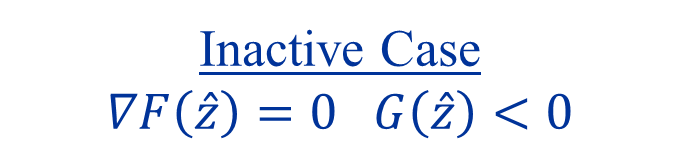 Inactive Case
∇F(ẑ) = 0 G(ẑ) < 0